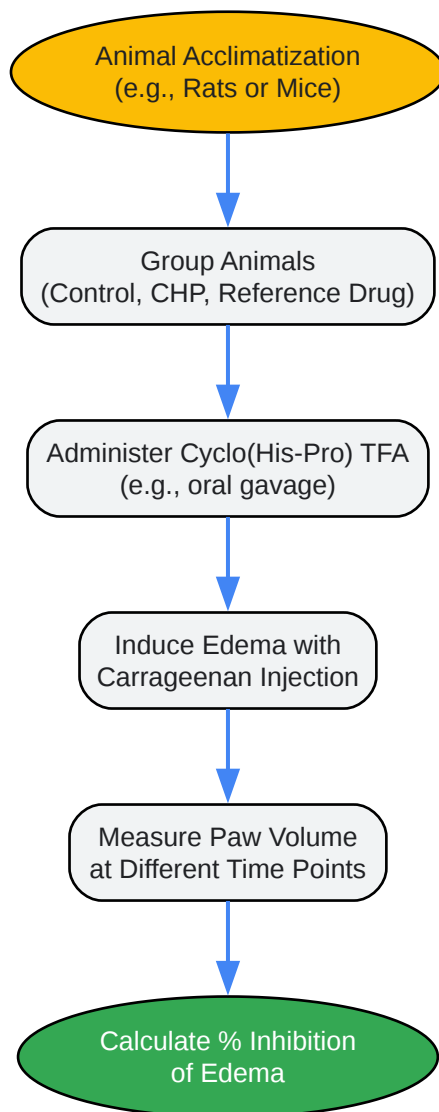 Animal Acclimatization
(e.g., Rats or Mice)
Group Animals
(Control, CHP, Reference Drug)
Administer Cyclo(His-Pro) TFA
(e.g., oral gavage)
Induce Edema with
Carrageenan Injection
Measure Paw Volume
at Different Time Points
Calculate % Inhibition
of Edema